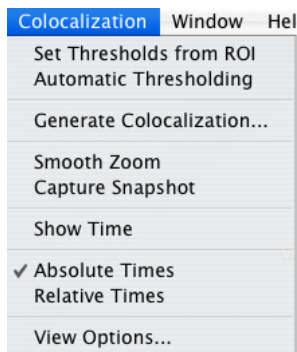 Colocalization Window Hel
Set Thresholds from ROI
Automatic Thresholding
Generate Colocalization...
Smooth Zoom
Capture Snapshot
Show Time
✓ Absolute Times
Relative Times
View Options...